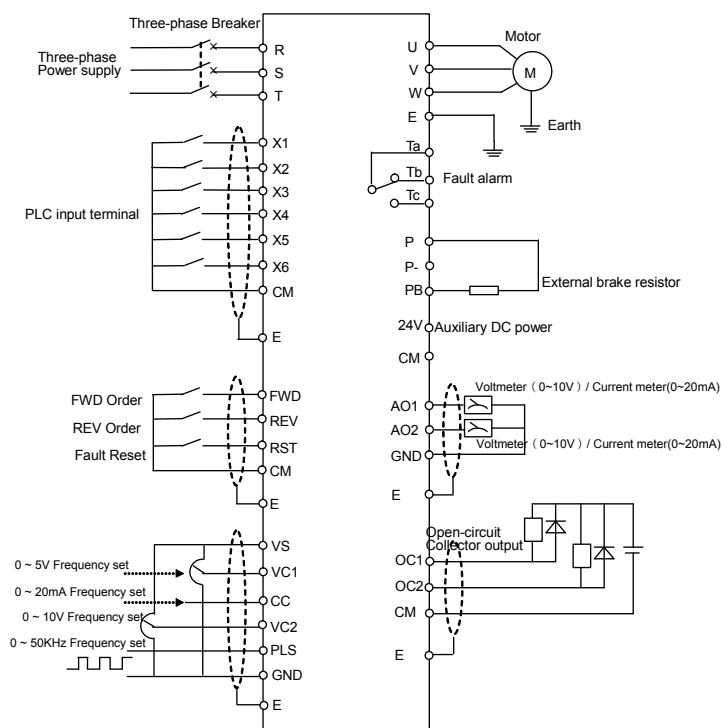 Three-phase Breaker
Three-phase
Power supply
R
S
T
X1
X2
X3
PLC input terminal
X4
X5
X6
CM
E
FWD Order
FWD
REV Order
REV
Fault Reset
RST
CM
E
VS
0 ~ 5V Frequency set
VC1
0 ~ 20mA Frequency set
CC
0 ~ 10V Frequency set
VC2
0 ~ 50KHz Frequency set
PLS
GND
E
U
Motor
V
M
W
E
Earth
Ta
Tb
Fault alarm
Tc
P
P-
External brake resistor
PB
24V
Auxiliary DC power
CM
Voltmeter（0~10V）/ Current meter(0~20mA)
AO1
AO2
Voltmeter（0~10V）/ Current meter(0~20mA)
GND
E
Open-circuit
Collector output
OC1
OC2
CM
E